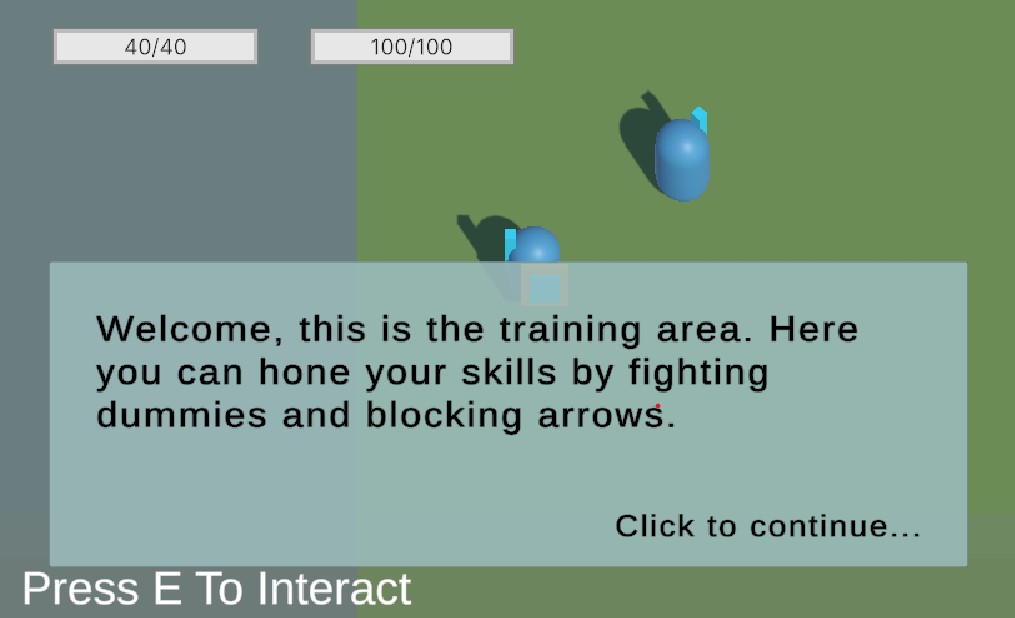 40/40 100/100
Welcome, this is the training area. Here
you can hone your skills by fighting
dummies and blocking arrows.
Click to continue...
Press E To Interact